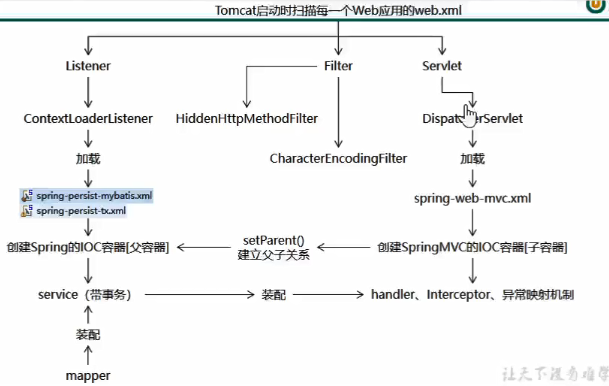 Tomcat启动时扫描每一个Web应用的web.xml
Listener
Filter
Servlet
ContextLoaderListener
HiddenHttpMethodFilter
DispatcherServlet
加载
CharacterEncodingFilter
加载
spring-persist-mybatis.xml
spring-persist-tx.xml
spring-web-mvc.xml
创建Spring的IOC容器[父容器]
setParent()
建立父子关系
创建SpringMVC的IOC容器[子容器]
service（带事务）
装配
handler、Interceptor、异常映射机制
装配
mapper
让天下没有难学